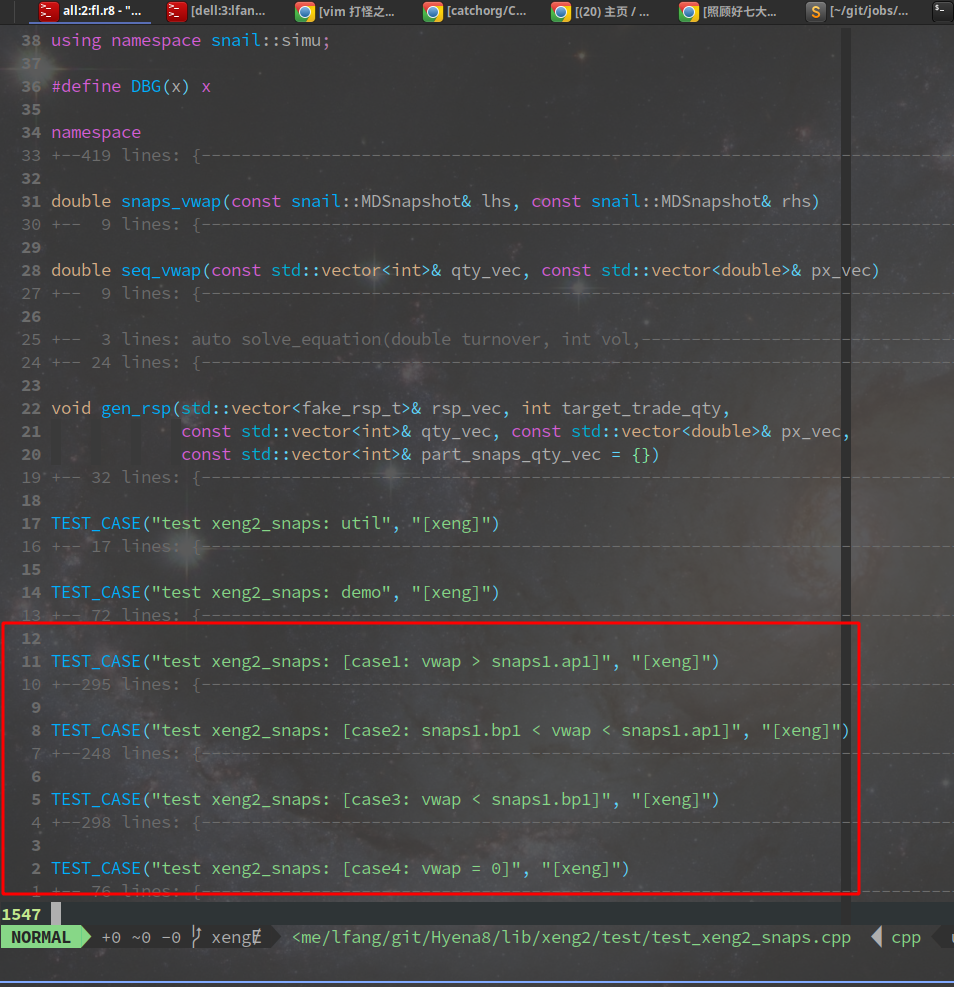 all:2:fl.r8 - "... [dell:3:lfan... [vim 打怪之... [catchorg/C... [(20) 主页 / ... [照顾好七大... [~/git/jobs/...
38 using namespace snail::simu;
37
36 #define DBG(x) x
35
34 namespace
33 +--419 lines: {----------------------------------------------------------------
32
31 double snaps_vwap(const snail::MDSnapshot& lhs, const snail::MDSnapshot& rhs)
30 +--  9 lines: {----------------------------------------------------------------
29
28 double seq_vwap(const std::vector<int>& qty_vec, const std::vector<double>& px_vec)
27 +--  9 lines: {----------------------------------------------------------------
26
25 +--  3 lines: auto solve_equation(double turnover, int vol,--------------------
24 +-- 24 lines: {----------------------------------------------------------------
23
22 void gen_rsp(std::vector<fake_rsp_t>& rsp_vec, int target_trade_qty,
21 const std::vector<int>& qty_vec, const std::vector<double>& px_vec,
20 const std::vector<int>& part_snaps_qty_vec = {})
19 +-- 32 lines: {----------------------------------------------------------------
18
17 TEST_CASE("test xeng2_snaps: util", "[xeng]")
16 +-- 17 lines: {----------------------------------------------------------------
15
14 TEST_CASE("test xeng2_snaps: demo", "[xeng]")
13 +-- 72 lines: {----------------------------------------------------------------
12
11 TEST_CASE("test xeng2_snaps: [case1: vwap > snaps1.ap1]", "[xeng]")
10 +--295 lines: {----------------------------------------------------------------
9
8 TEST_CASE("test xeng2_snaps: [case2: snaps1.bp1 < vwap < snaps1.ap1]", "[xeng]")
7 +--248 lines: {----------------------------------------------------------------
6
5 TEST_CASE("test xeng2_snaps: [case3: vwap < snaps1.bp1]", "[xeng]")
4 +--298 lines: {----------------------------------------------------------------
3
2 TEST_CASE("test xeng2_snaps: [case4: vwap = 0]", "[xeng]")
1 +-- 76 lines: {----------------------------------------------------------------
1547
NORMAL +0 ~0 -0 xengɆ <me/lfang/git/Hyena8/lib/xeng2/test/test_xeng2_snaps.cpp cpp